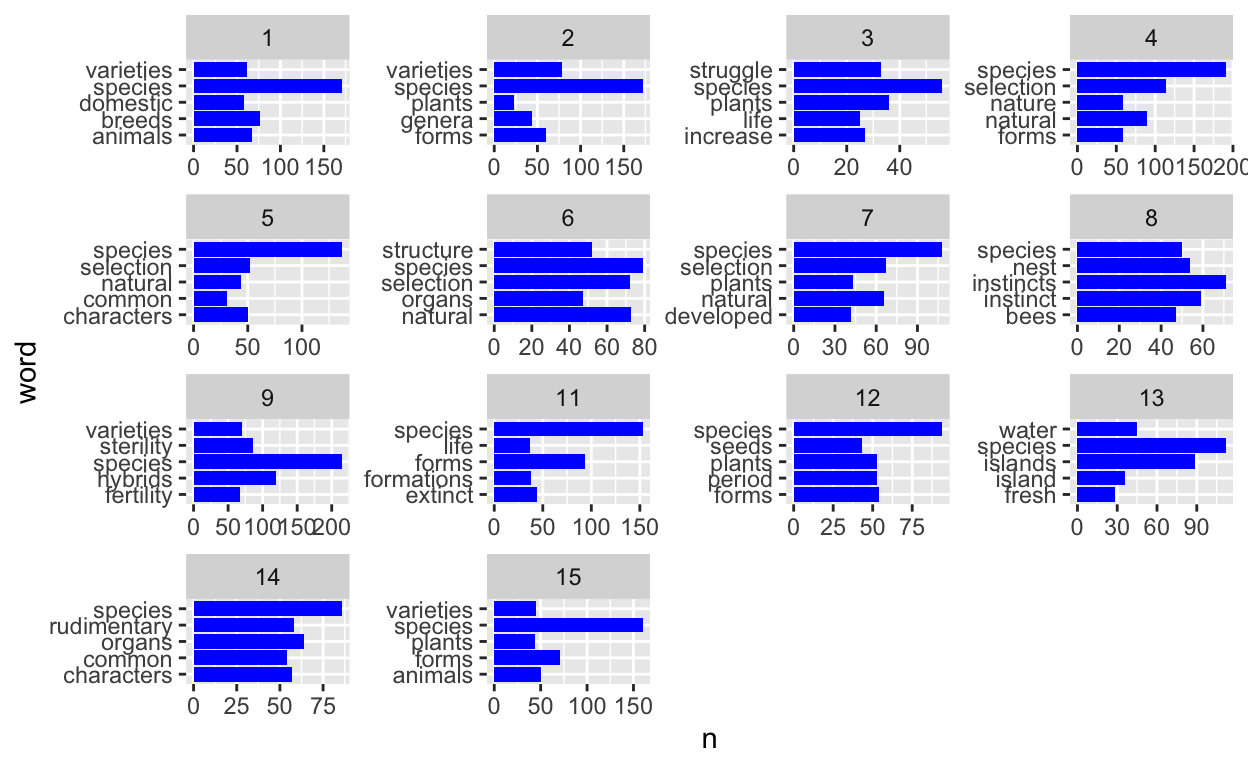 1
varieties
species
domestic
breeds
animals
0 50 100 150
2
varieties
species
plants
genera
forms
0 50 100 150
3
struggle
species
plants
life
increase
0 20 40
4
species
selection
nature
natural
forms
0 50 100 150 200
5
species
selection
natural
common
characters
0 50 100
6
structure
species
selection
organs
natural
0 20 40 60 80
7
species
selection
plants
natural
developed
0 30 60 90
8
species
nest
instincts
instinct
bees
0 20 40 60
9
varieties
sterility
species
hybrids
fertility
0 50 100 150 200
11
species
life
forms
formations
extinct
0 50 100 150
12
species
seeds
plants
period
forms
0 25 50 75
13
water
species
islands
island
fresh
0 30 60 90
14
species
rudimentary
organs
common
characters
0 25 50 75
15
varieties
species
plants
forms
animals
0 50 100 150
word
n